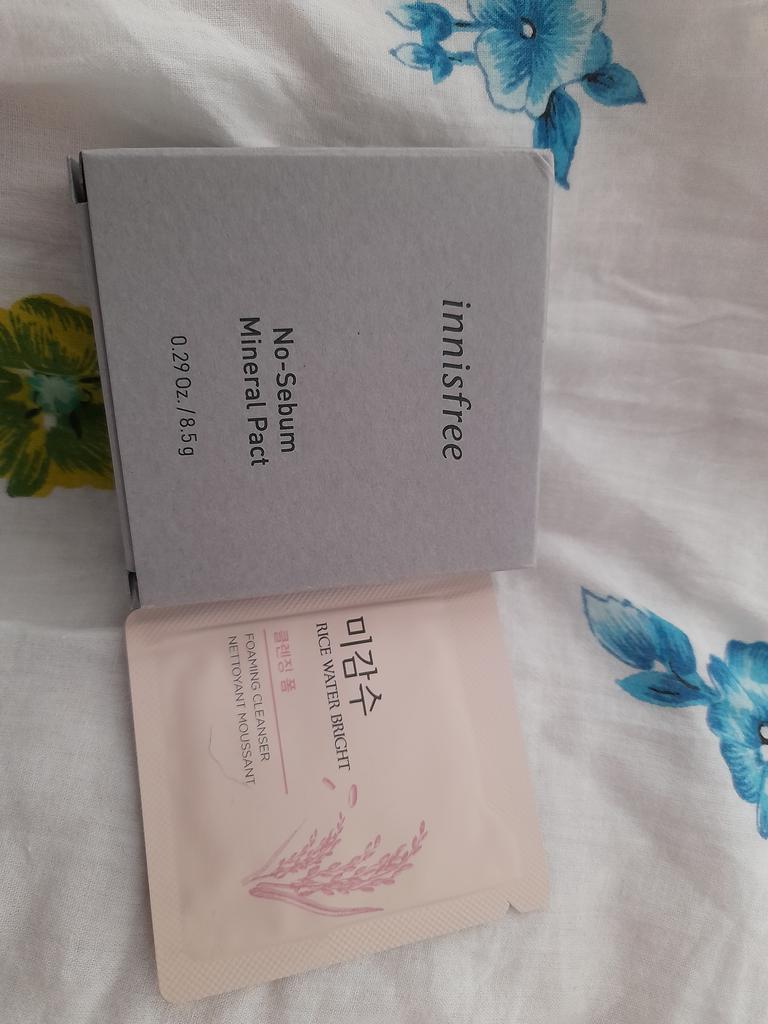 innisfree
No-Sebum
Mineral Pact
0.29 Oz. / 8.5 g
미감수
RICE WATER BRIGHT
클렌징 폼
FOAMING CLEANSER
NETTOYANT MOUSSANT